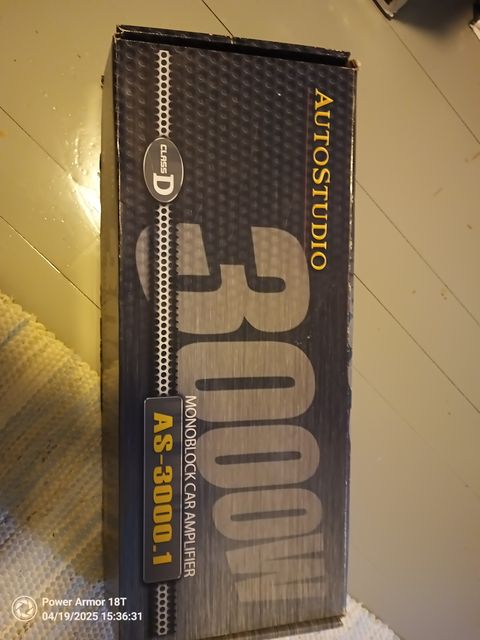 AUTOSTUDIO
CLASS
D
3000W
MONOBLOCK CAR AMPLIFIER
AS-3000.1
Power Armor 18T
04/19/2025 15:36:31